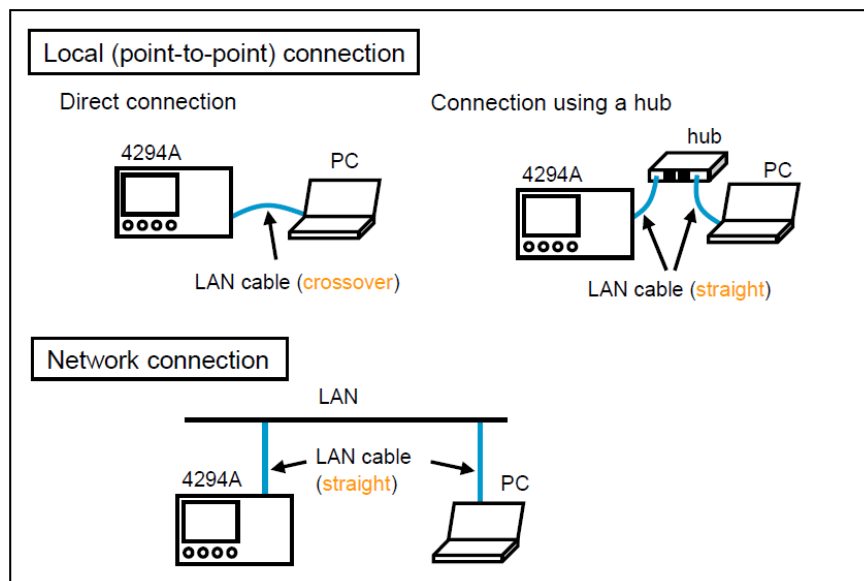 Local (point-to-point) connection
Direct connection
4294A
PC
LAN cable (crossover)
Connection using a hub
hub
4294A
PC
LAN cable (straight)
Network connection
LAN
LAN cable
(straight)
4294A
PC